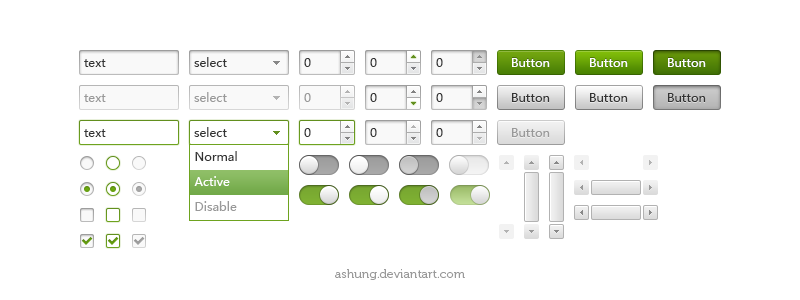 text select 0 0 0 Button Button Button
text select 0 0 0 Button Button Button
text select 0 0 0 Button
Normal
Active
Disable
ashung.deviantart.com